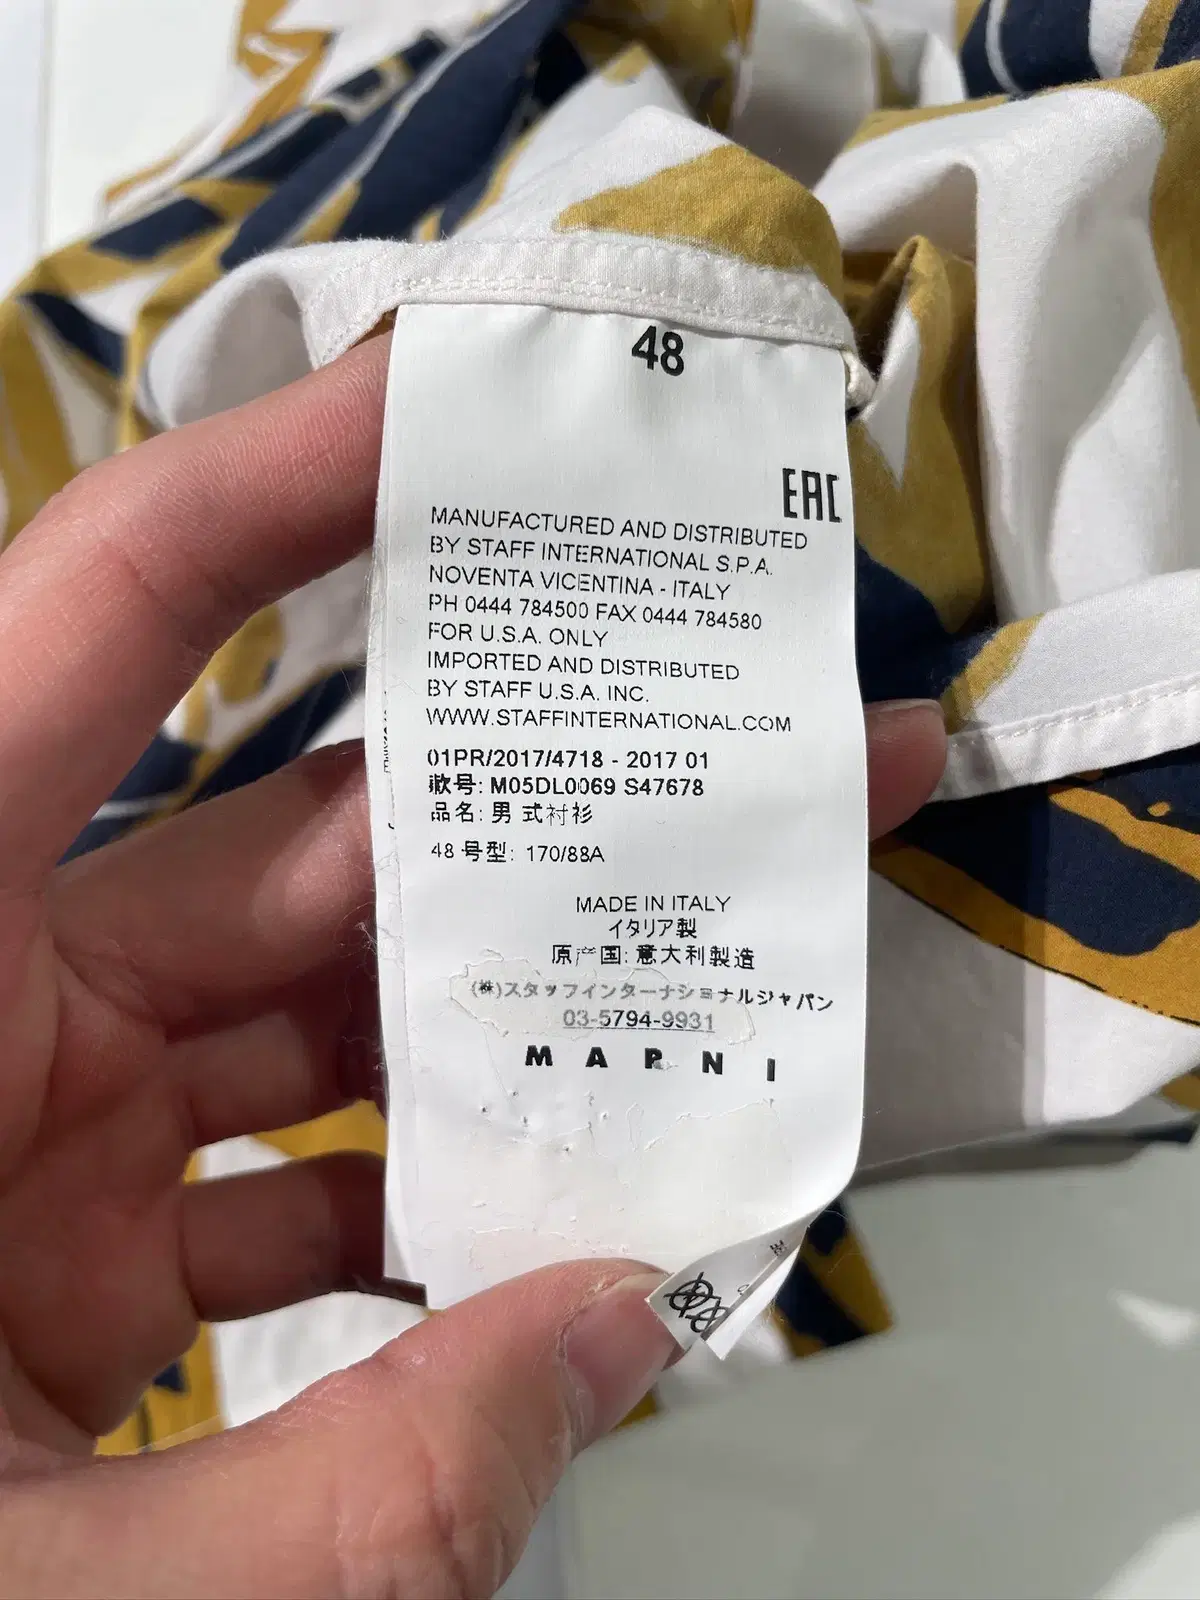 48
EAC
MANUFACTURED AND DISTRIBUTED
BY STAFF INTERNATIONAL S.P.A.
NOVENTA VICENTINA - ITALY
PH 0444 784500 FAX 0444 784580
FOR U.S.A. ONLY
IMPORTED AND DISTRIBUTED
BY STAFF U.S.A. INC.
WWW.STAFFINTERNATIONAL.COM
01PR/2017/4718 - 2017 01
款号: M05DL0069 S47678
品名: 男式衬衫
48 号型: 170/88A
MADE IN ITALY
イタリア製
原产国: 意大利製造
(株)スタッフインターナショナルジャパン
03-5794-9931
MARNI